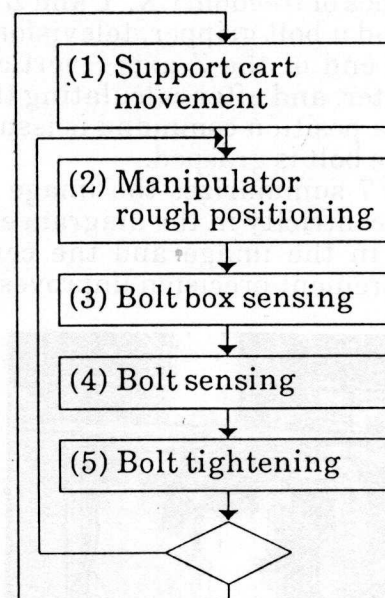 (1) Support cart
movement
(2) Manipulator
rough positioning
(3) Bolt box sensing
(4) Bolt sensing
(5) Bolt tightening